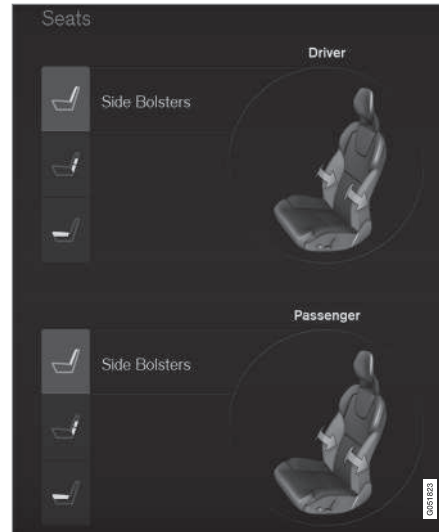 Seats
Driver
Side Bolsters
Passenger
Side Bolsters
G051823